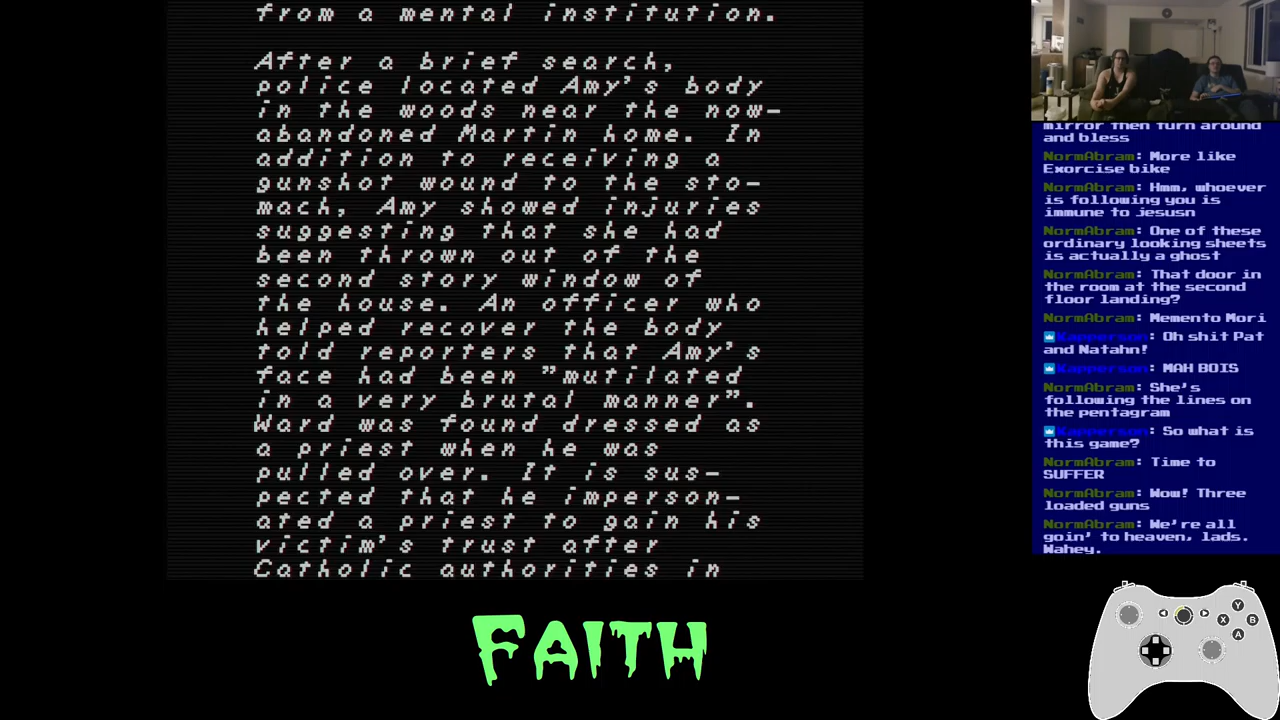 from a mental institution.
After a brief search,
police located Amy's body
in the woods near the now-
abandoned Martin home. In
addition to receiving a
gunshot wound to the sto-
mach, Amy showed injuries
suggesting that she had
been thrown out of the
second story window of
the house. An officer who
helped recover the body
told reporters that Amy's
face had been "mutilated
in a very brutal manner".
Ward was found dressed as
a priest when he was
pulled over. It is sus-
pected that he imperson-
ated a priest to gain his
victim's trust after
Catholic authorities in
FAITH
mirror then turn around
and bless
NormAbram: More like
Exorcise bike
NormAbram: Hmm, whoever
is following you is
immune to jesusn
NormAbram: One of these
ordinary looking sheets
is actually a ghost
NormAbram: That door in
the room at the second
floor landing?
NormAbram: Memento Mori
Kapperson: Oh shit Pat
and Natahn!
Kapperson: MAH BOIS
NormAbram: She's
following the lines on
the pentagram
Kapperson: So what is
this game?
NormAbram: Time to
SUFFER
NormAbram: Wow! Three
loaded guns
NormAbram: We're all
goin' to heaven, lads.
Wahey.
Y
X B
A